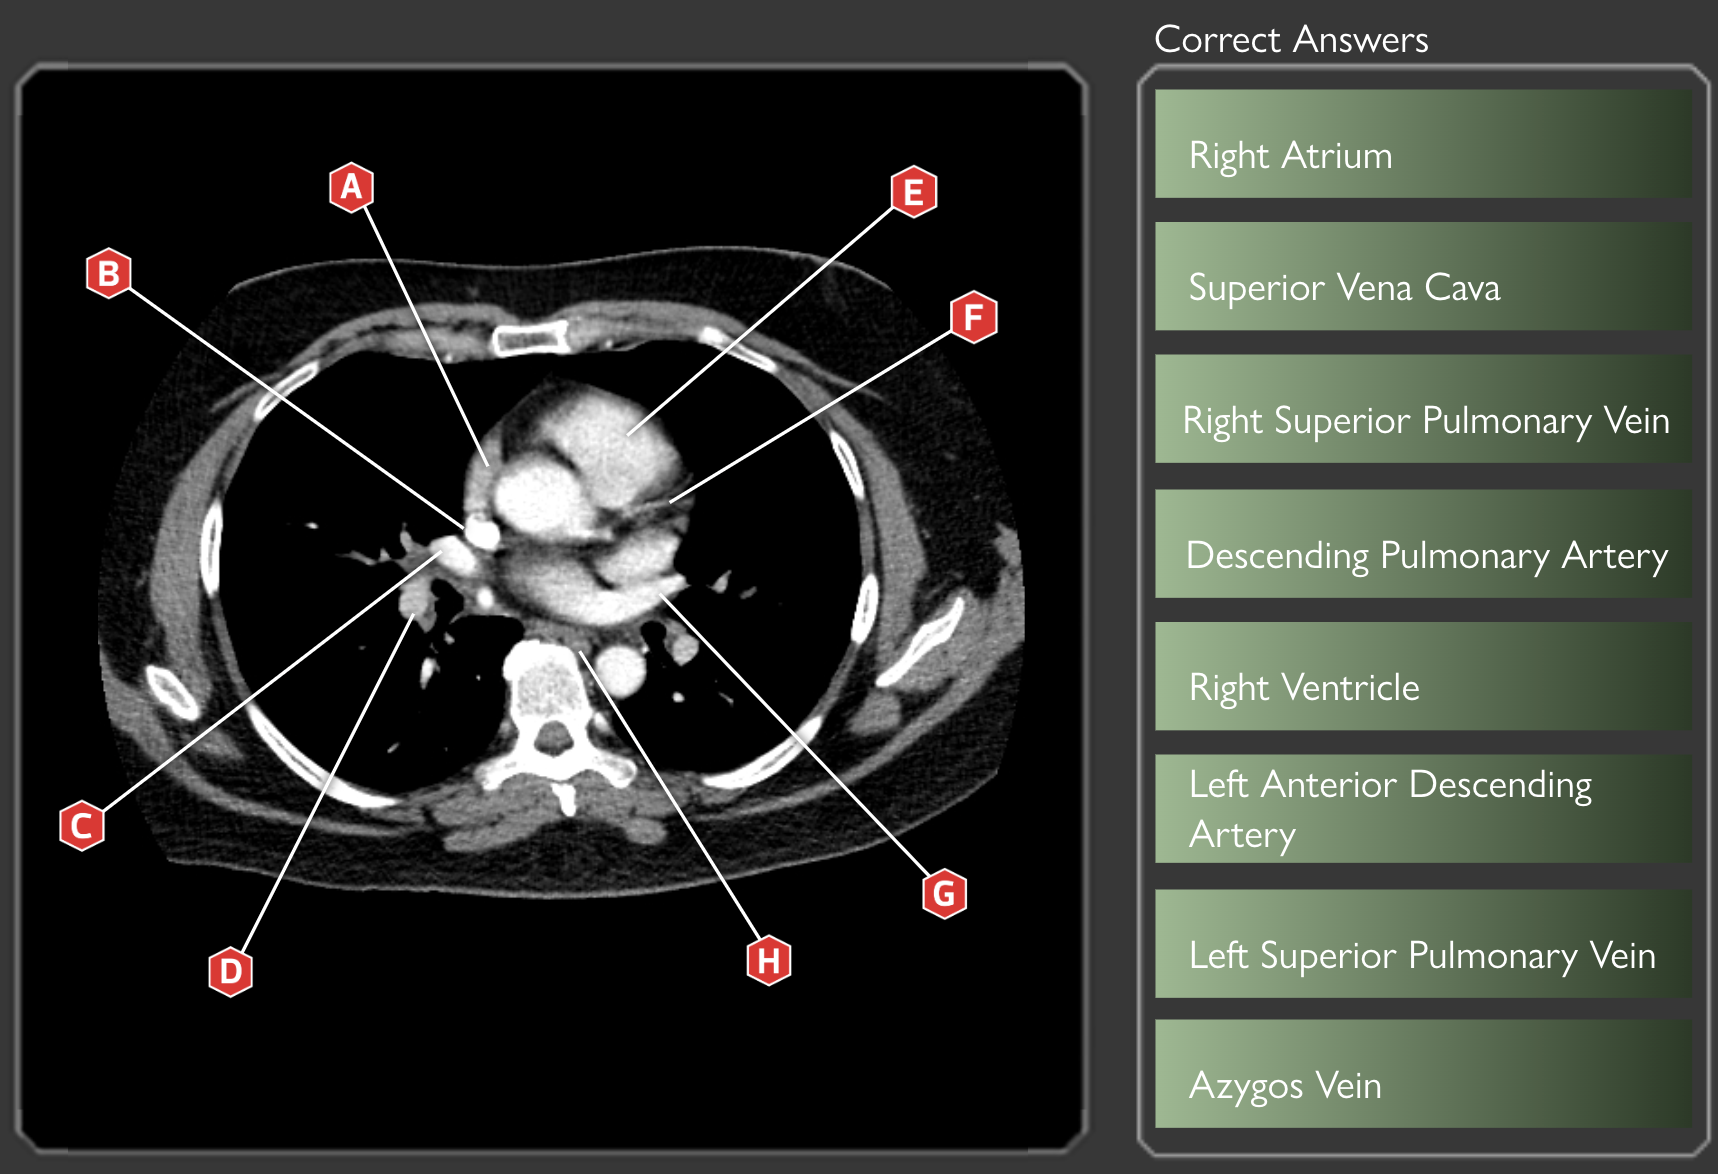 Correct Answers
A
E
B
F
C
G
D
H
Right Atrium
Superior Vena Cava
Right Superior Pulmonary Vein
Descending Pulmonary Artery
Right Ventricle
Left Anterior Descending
Artery
Left Superior Pulmonary Vein
Azygos Vein